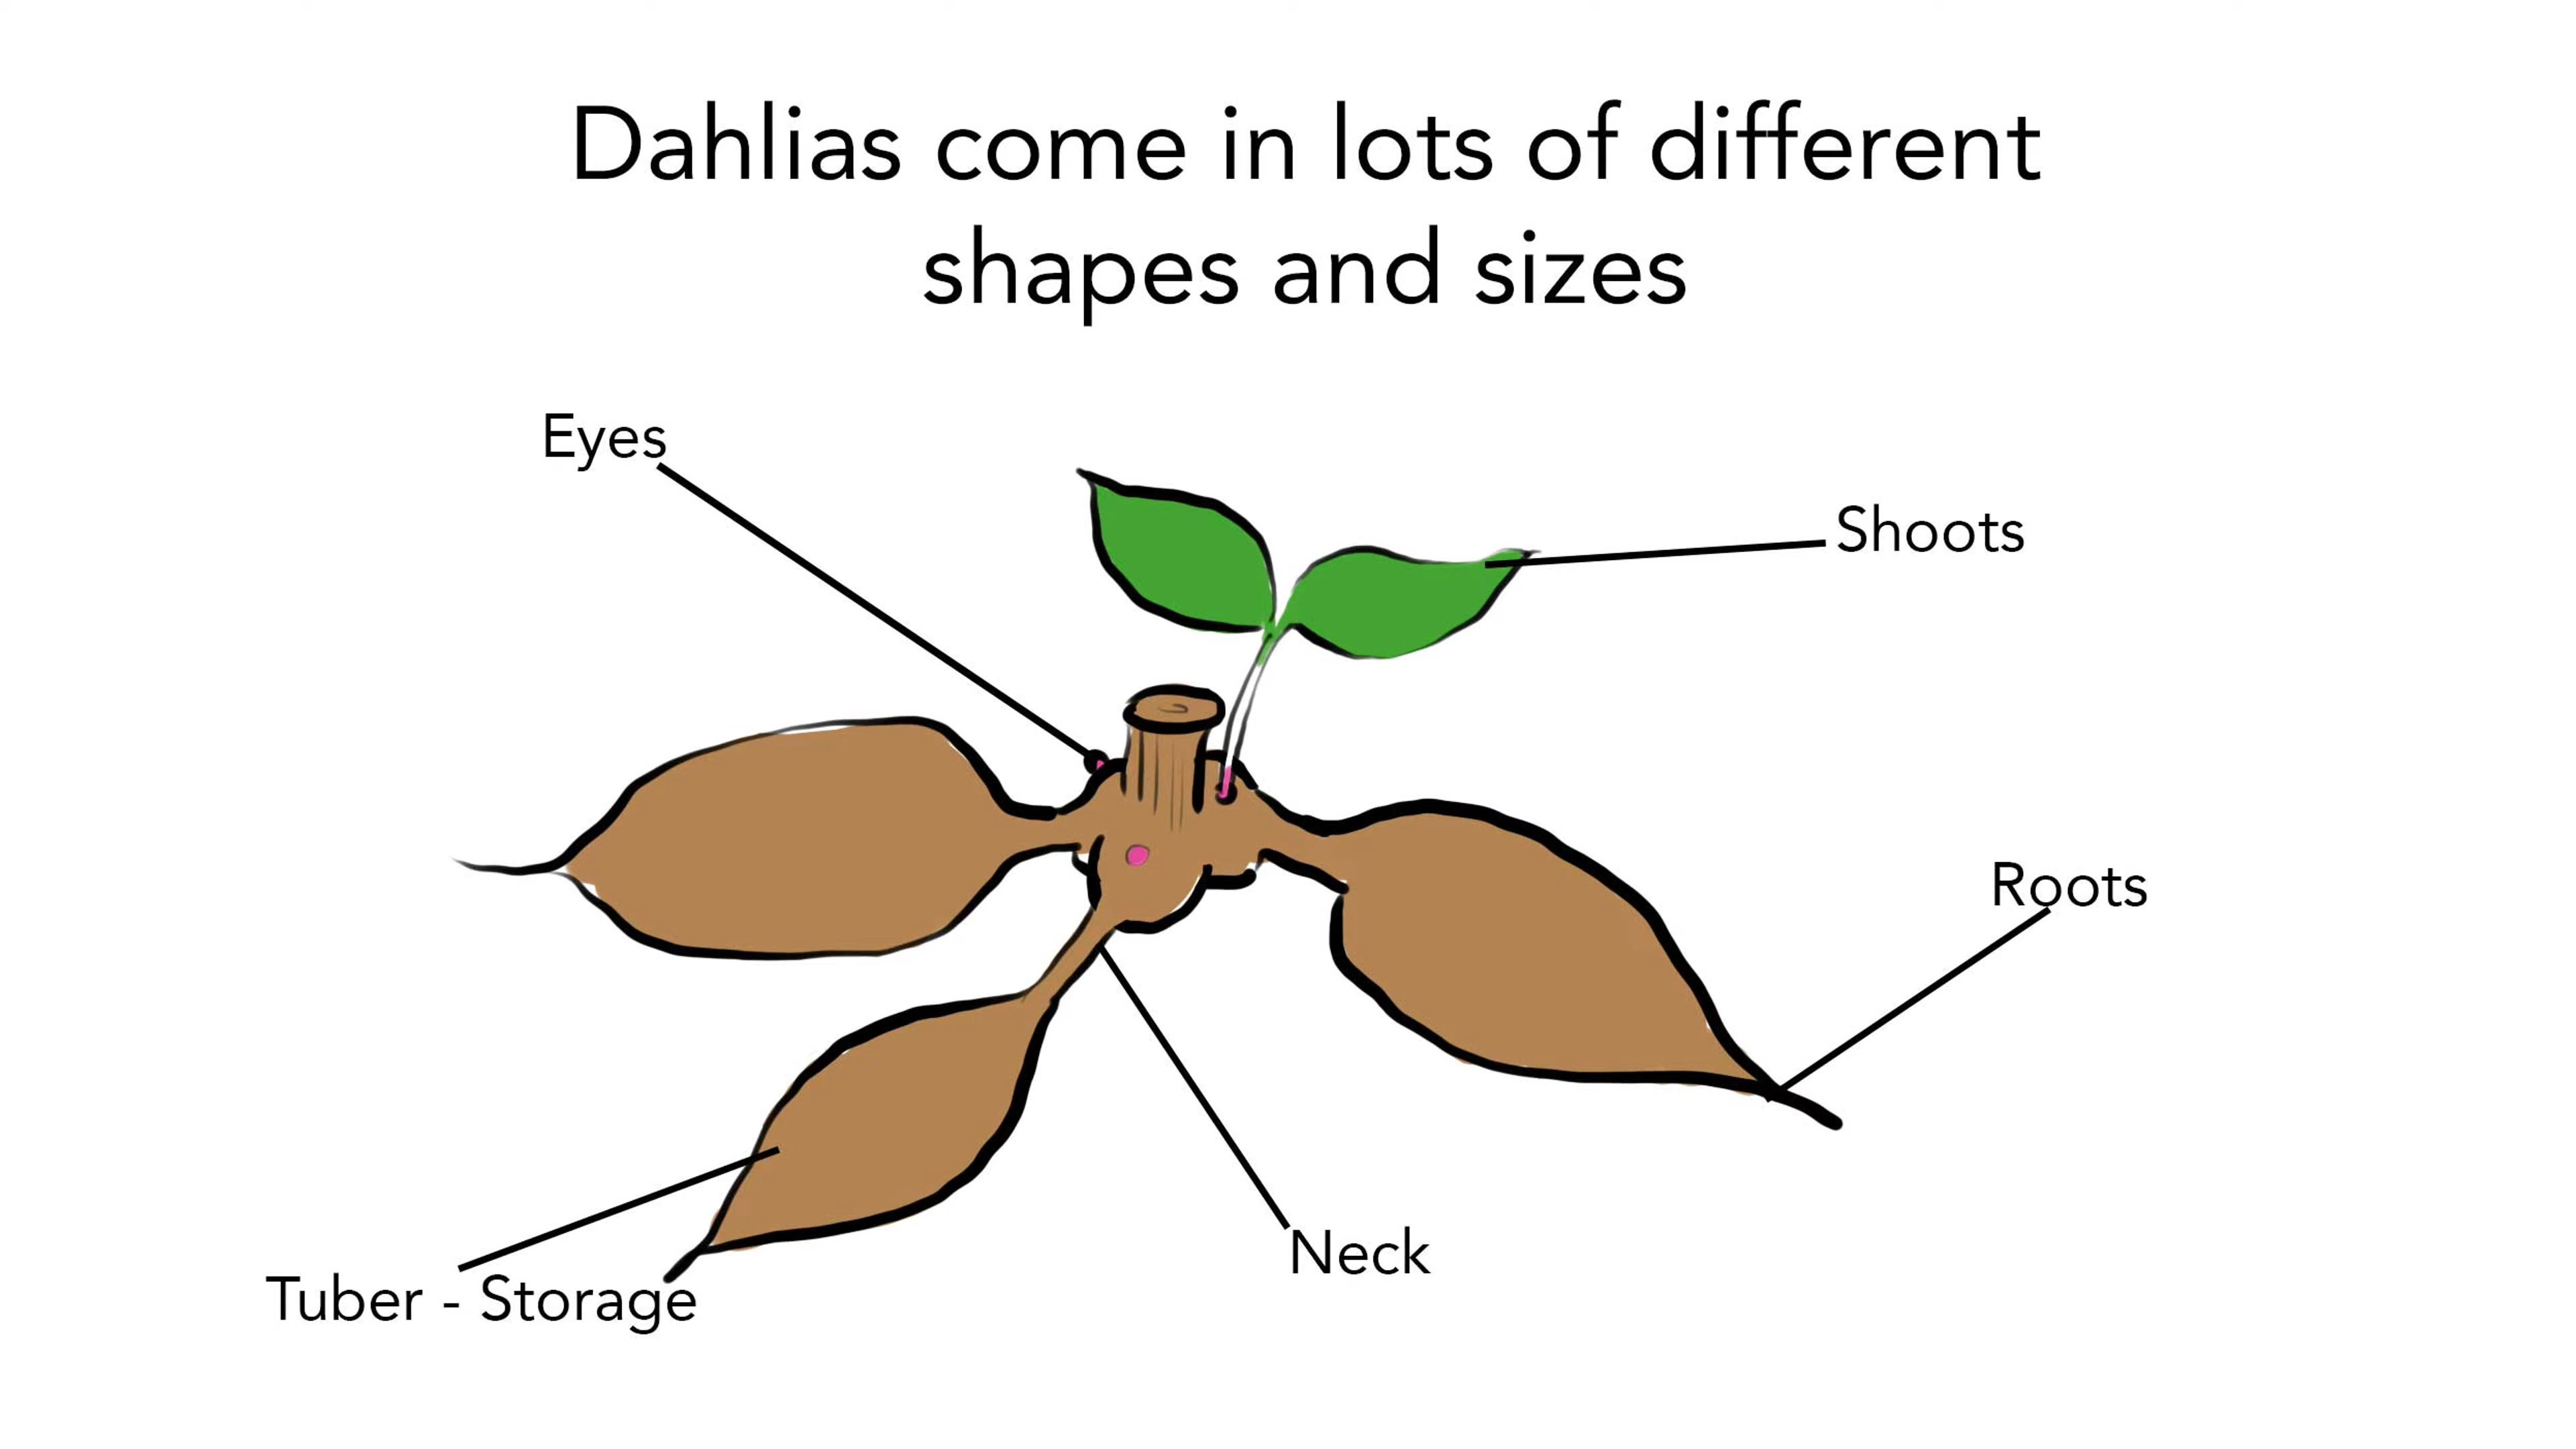 Dahlias come in lots of different
shapes and sizes
Eyes
Shoots
Roots
Neck
Tuber - Storage